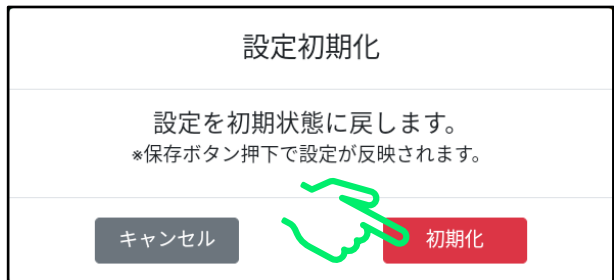 設定初期化
設定を初期状態に戻します。
※保存ボタン押下で設定が反映されます。
キャンセル
初期化